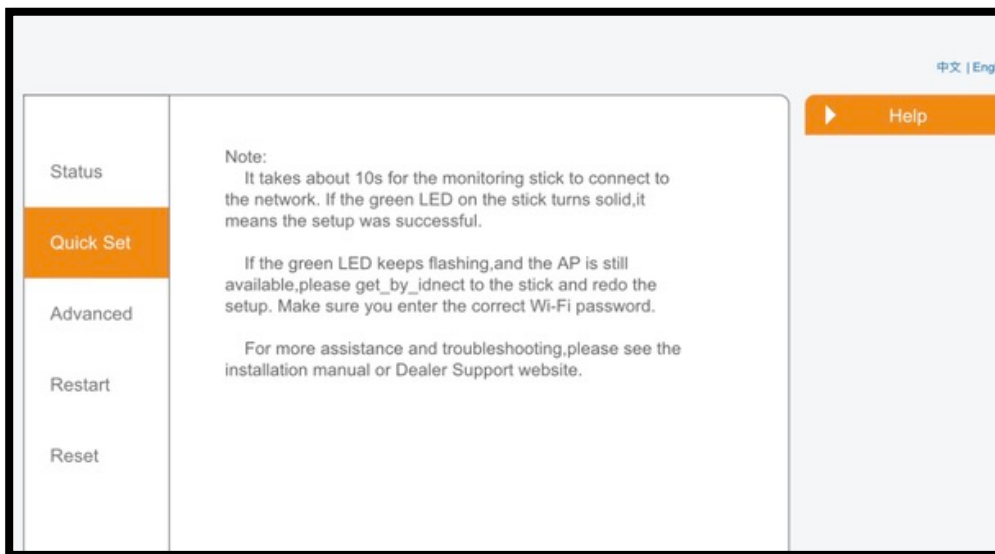 中文 | Eng
Help
Status
Quick Set
Advanced
Restart
Reset
Note:
It takes about 10s for the monitoring stick to connect to
the network. If the green LED on the stick turns solid,it
means the setup was successful.
If the green LED keeps flashing,and the AP is still
available,please get_by_idnect to the stick and redo the
setup. Make sure you enter the correct Wi-Fi password.
For more assistance and troubleshooting,please see the
installation manual or Dealer Support website.